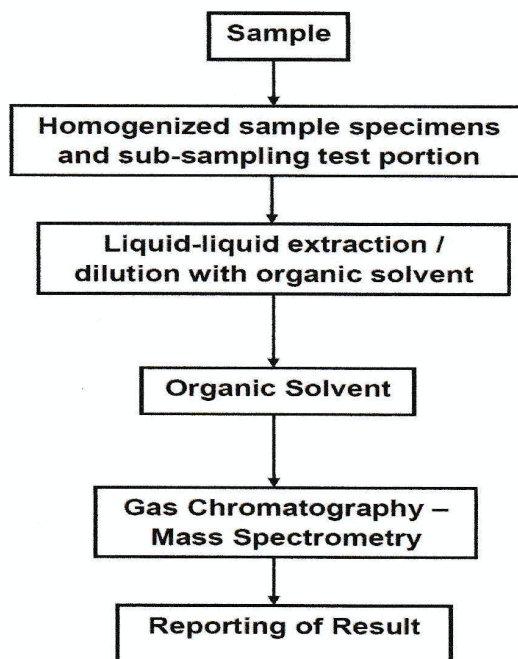 Sample
Homogenized sample specimens
and sub-sampling test portion
Liquid-liquid extraction /
dilution with organic solvent
Organic Solvent
Gas Chromatography –
Mass Spectrometry
Reporting of Result